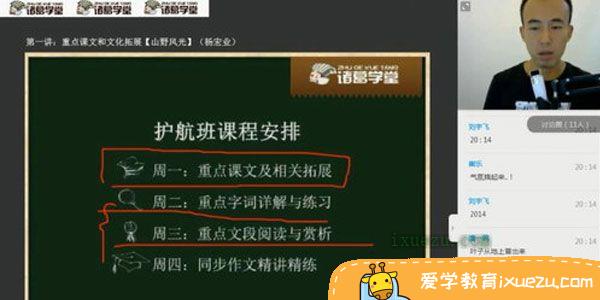 诸葛学堂
诸葛学堂
诸葛学堂
第一讲：重点课文和文化拓展【山野风光】（杨宏业）
ZHU GE XUE TANG
诸葛学堂
护航班课程安排
周一：重点课文及相关拓展
周二：重点字词详解与练习
周三：重点文段阅读与赏析
周四：同步作文精讲精练
讨论圈（11人）
刘宇飞
20：14
20：14
气氛搞起来..！
20：14
刘宇飞
2014
20：14
叶子从地上冒出来
ixuezu.com
爱学教育ixuezu.com